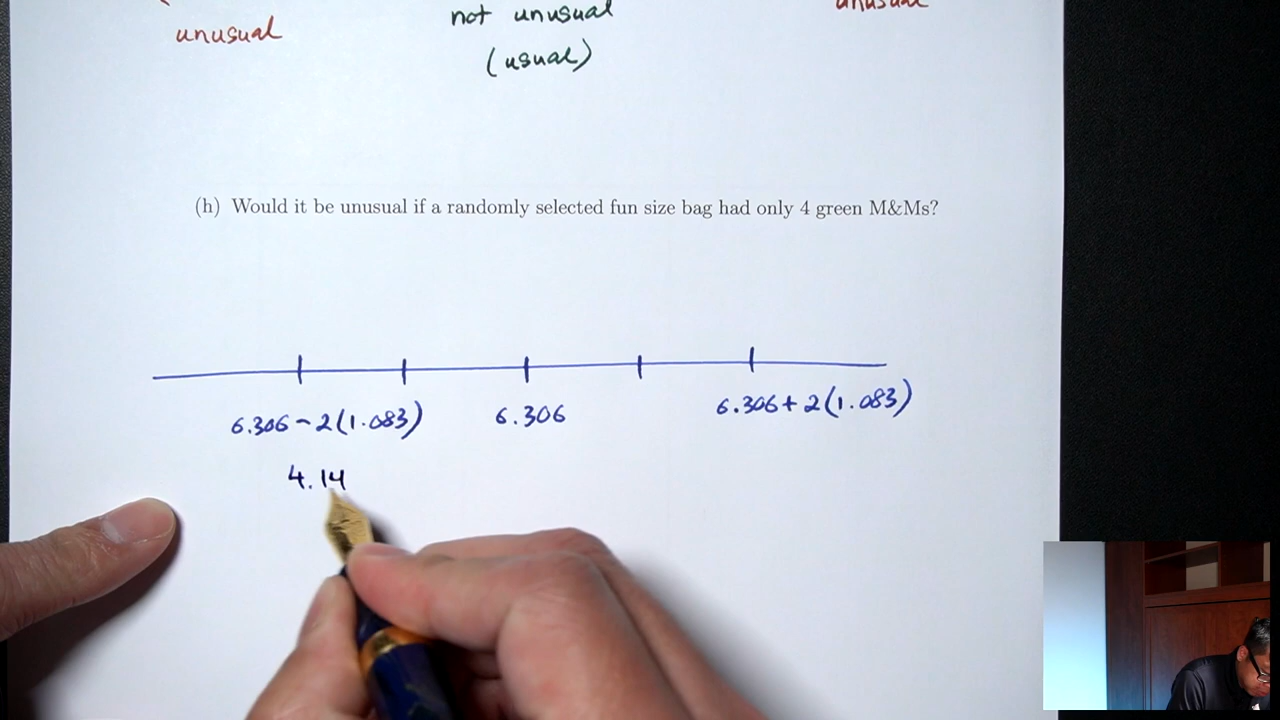 unusual
not unusual
unusual
(usual)
(h) Would it be unusual if a randomly selected fun size bag had only 4 green M&Ms?
6.306 - 2(1.083) 6.306 6.306 + 2(1.083)
4.14